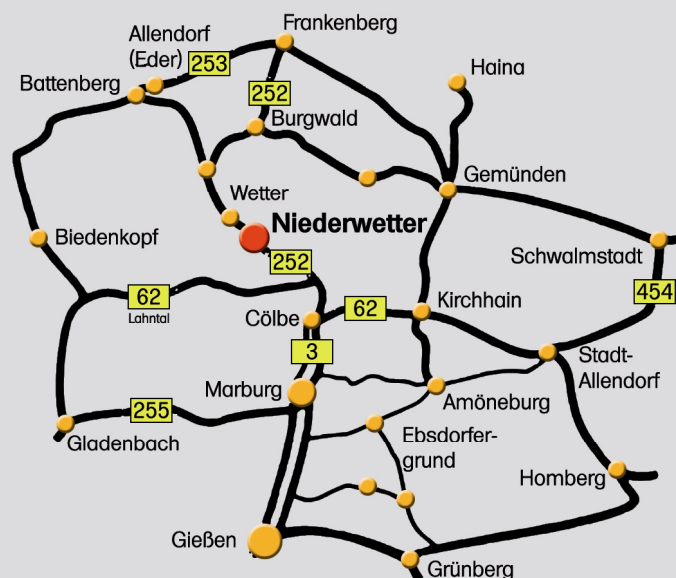 Frankenberg
Allendorf
(Eder)
253
Haina
Battenberg
252
Burgwald
Gemünden
Wetter
Niederwetter
Biedenkopf
Schwalmstadt
252
62
Lahntal
62
Kirchhain
454
Cölbe
3
Stadt-
Allendorf
Marburg
Amöneburg
255
Gladenbach
Ebsdorfer-
grund
Homberg
Gießen
Grünberg